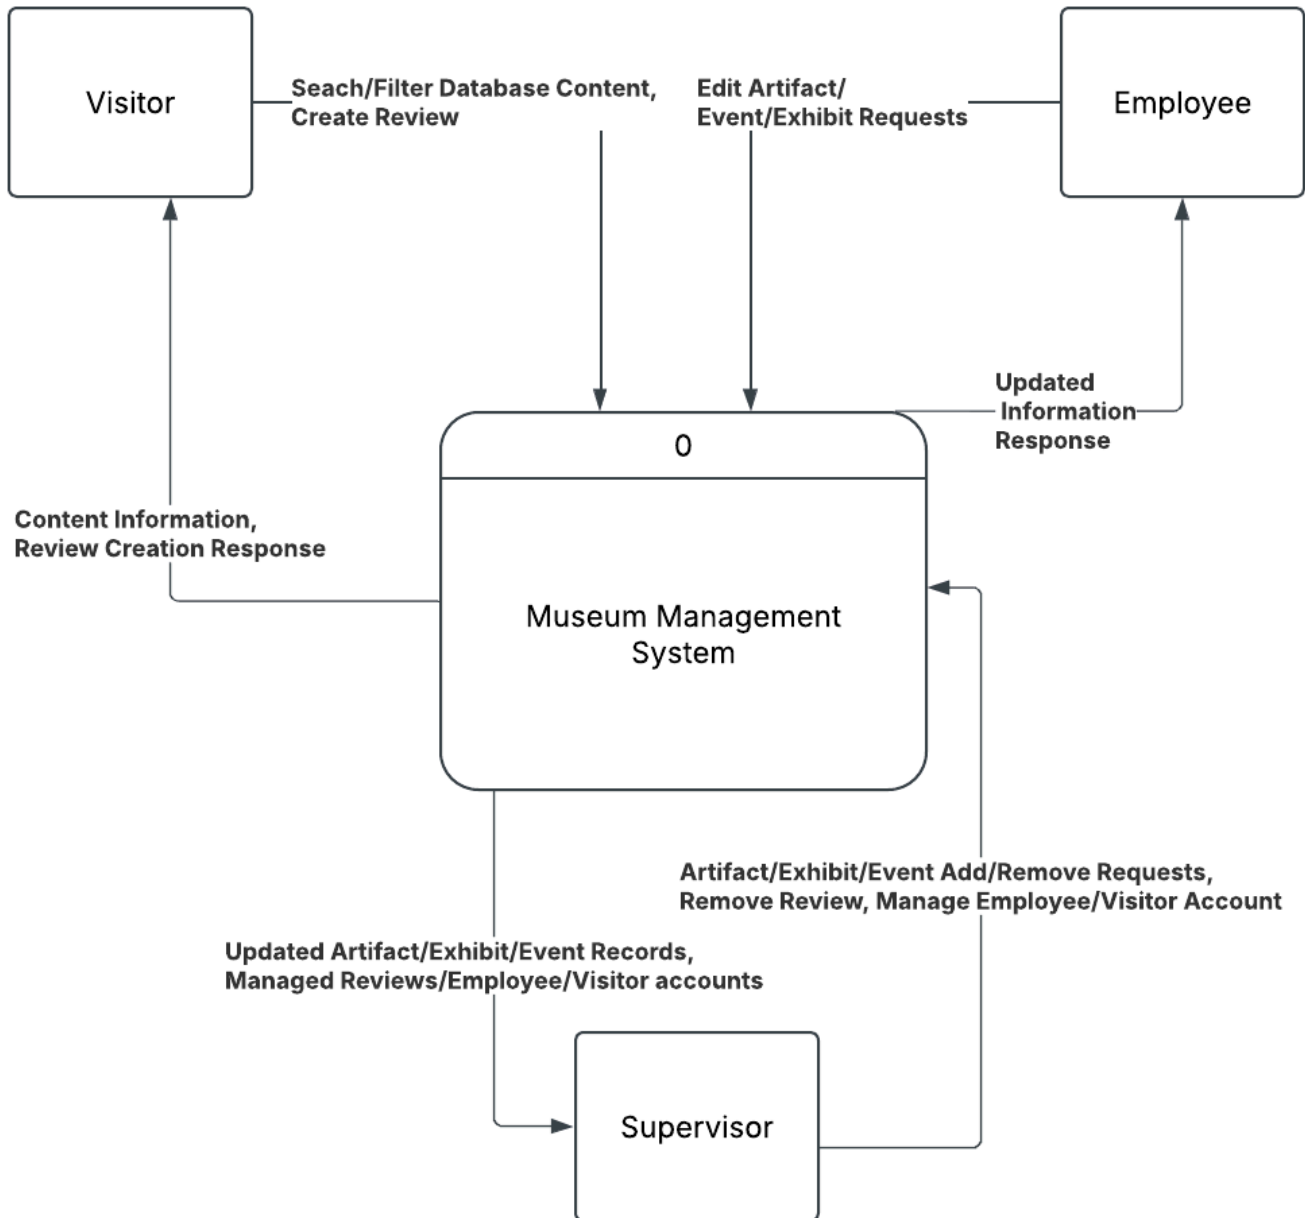 Visitor
Seach/Filter Database Content,
Create Review
Edit Artifact/
Event/Exhibit Requests
Employee
Updated
Information
Response
0
Content Information,
Review Creation Response
Museum Management
System
Artifact/Exhibit/Event Add/Remove Requests,
Remove Review, Manage Employee/Visitor Account
Updated Artifact/Exhibit/Event Records,
Managed Reviews/Employee/Visitor accounts
Supervisor